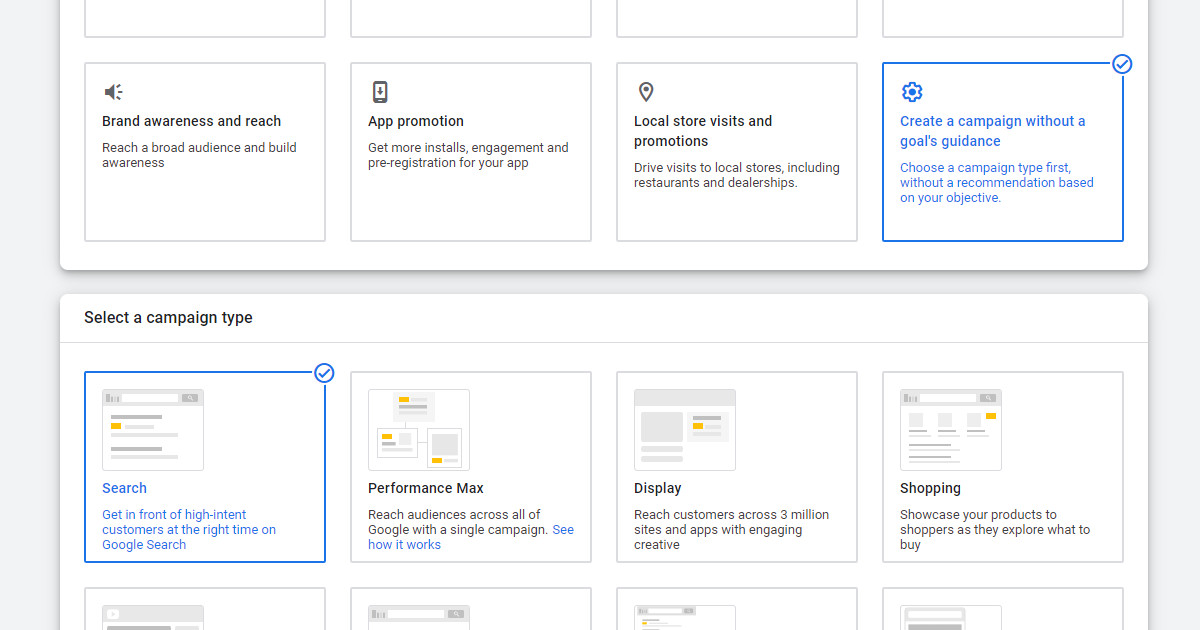 Brand awareness and reach
Reach a broad audience and build
awareness
App promotion
Get more installs, engagement and
pre-registration for your app
Local store visits and
promotions
Drive visits to local stores, including
restaurants and dealerships.
Create a campaign without a
goal's guidance
Choose a campaign type first,
without a recommendation based
on your objective.
Select a campaign type
Search
Get in front of high-intent
customers at the right time on
Google Search
Performance Max
Reach audiences across all of
Google with a single campaign. See
how it works
Display
Reach customers across 3 million
sites and apps with engaging
creative
Shopping
Showcase your products to
shoppers as they explore what to
buy